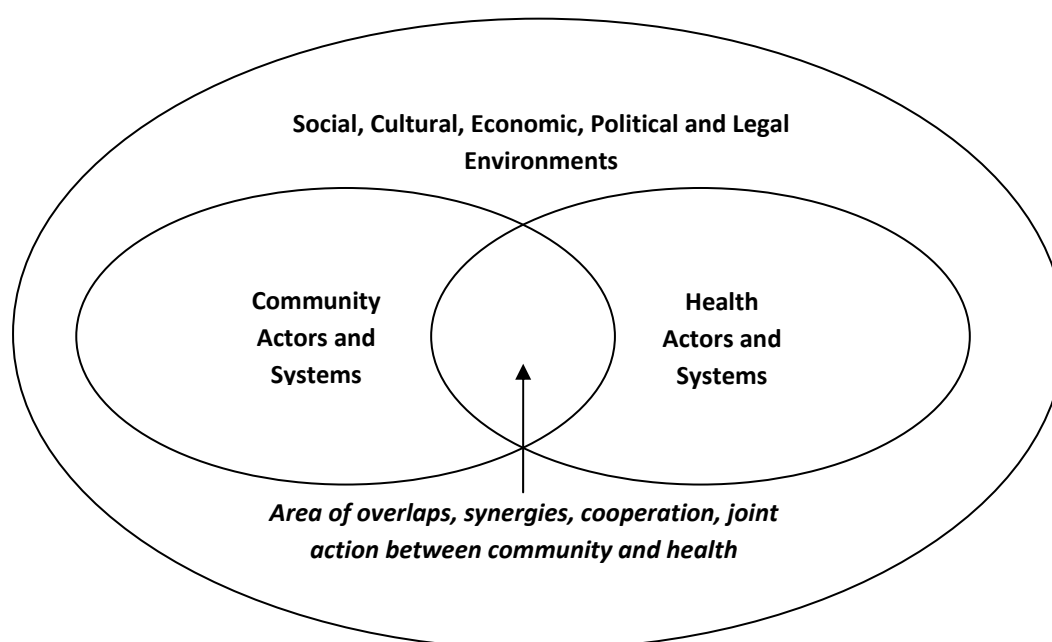 Social, Cultural, Economic, Political and Legal
Environments
Community
Actors and
Systems
Health
Actors and
Systems
Area of overlaps, synergies, cooperation, joint
action between community and health